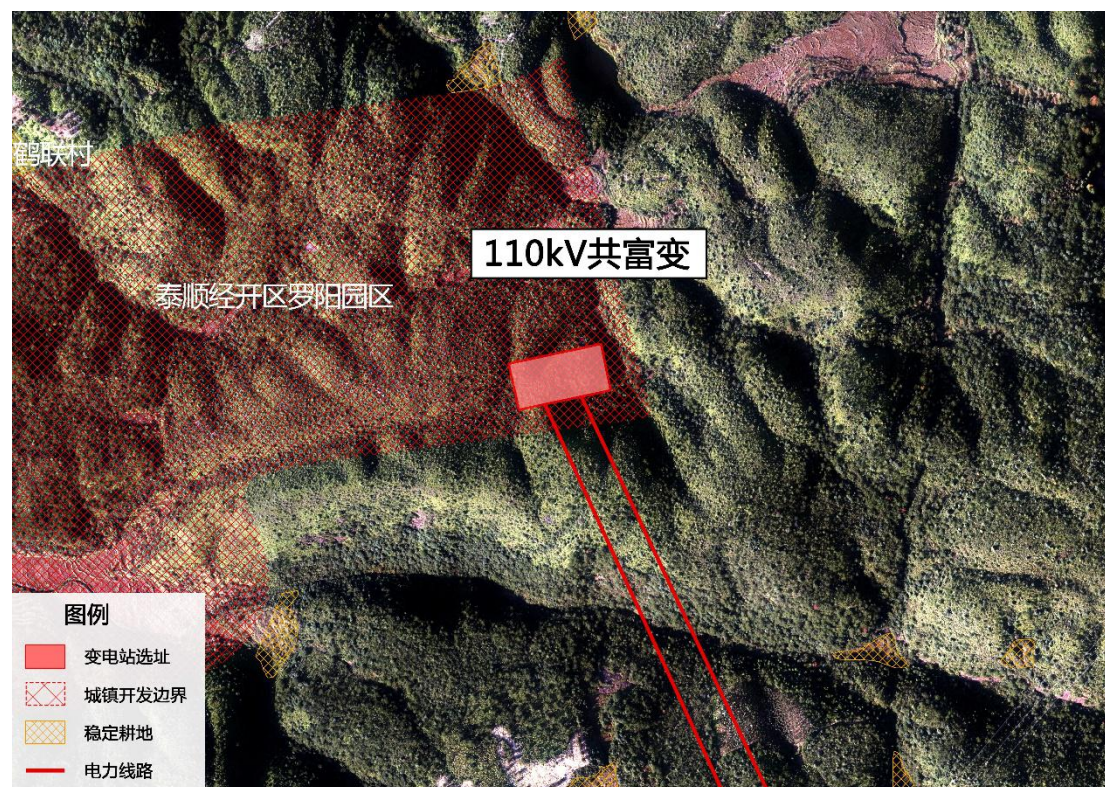 鹤联村
110kV共富变
泰顺经开区罗阳园区
图例
变电站选址
城镇开发边界
稳定耕地
电力线路